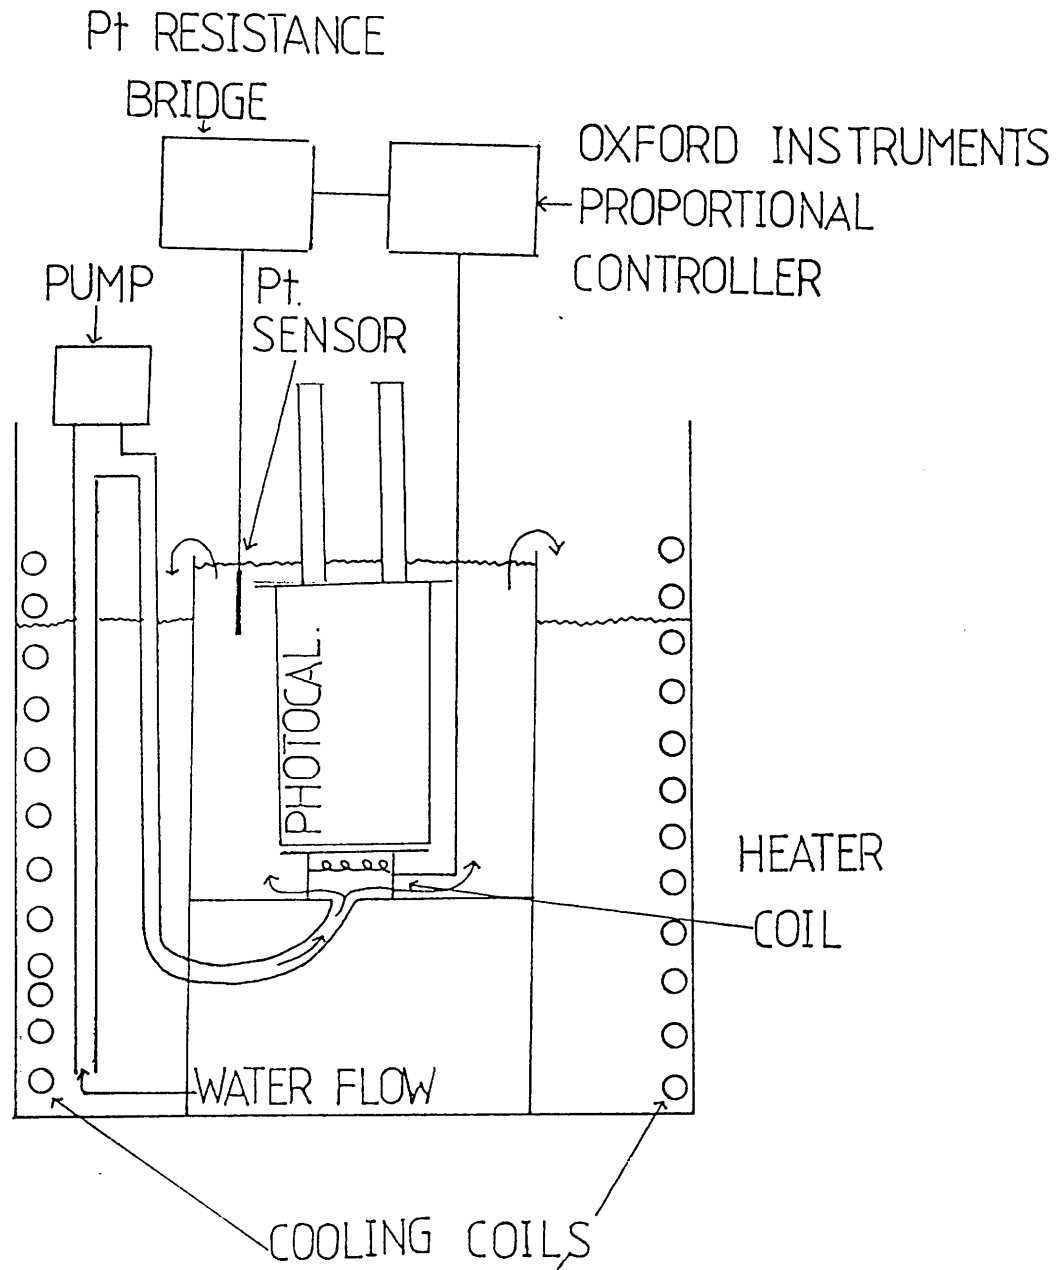 Pt RESISTANCE
BRIDGE
OXFORD INSTRUMENTS
PROPORTIONAL
CONTROLLER
PUMP
Pt.
SENSOR
PHOTOCAL.
HEATER
COIL
WATER FLOW
COOLING COILS